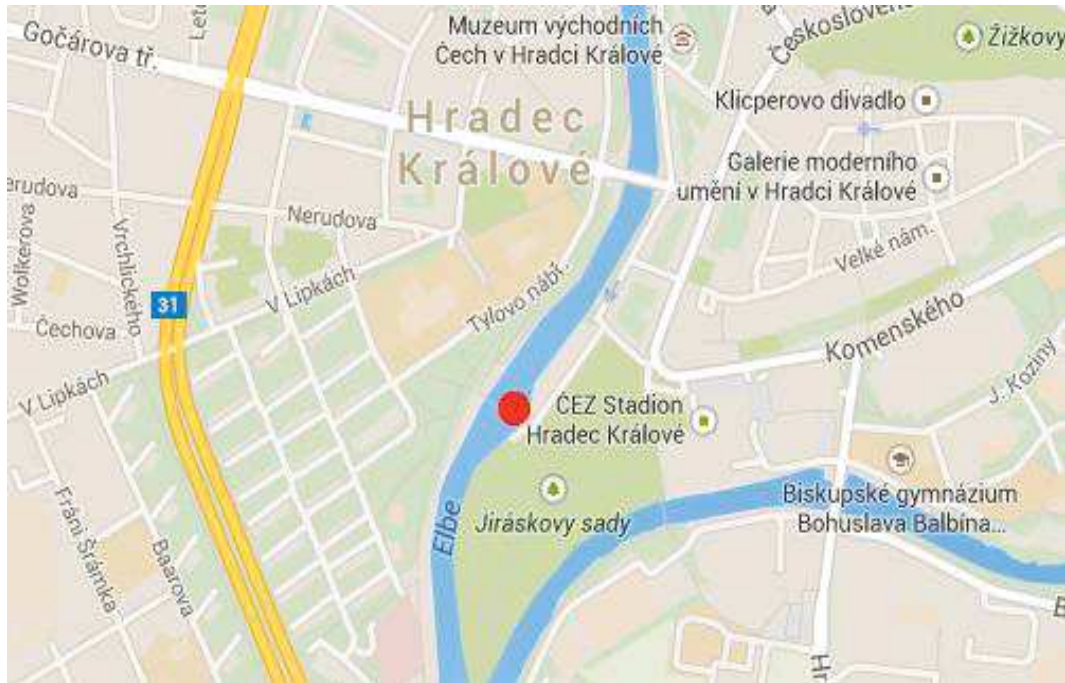 Gočárova tř.
Muzeum východních
Čech v Hradci Králové
Žižkovy
Klicperovo divadlo
Hradec
Králové
Galerie moderního
umění v Hradci Králové
Nerudova
Wolkerova
Vrchlického
Velké nám.
31
V Lipkách
Tylovo nábř.
Čechova
Komenského
V Lipkách
J. Koziny
ČEZ Stadion
Hradec Králové
Biskupské gymnázium
Bohuslava Balbína...
Jiráskovy sady
Elbe
Fráni Šrámka
Baarova